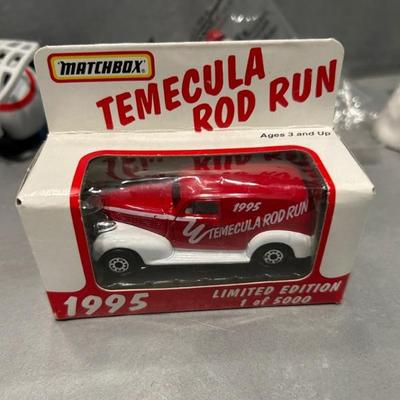 MATCHBOX
TEMECULA
ROD RUN
Ages 3 and Up
1995
TEMECULA ROD RUN
1995
LIMITED EDITION
1 of 5000